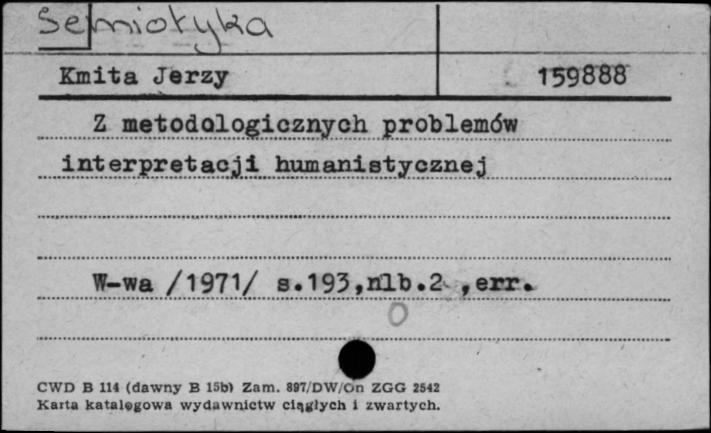 Semiotyka
Kmita Jerzy 159888
Z metodologicznych problemów
interpretacji humanistycznej
W-wa /1971/ s.193,nlb.2 ,err.
0
CWD B 114 (dawny B 15b) Zam. 897/DW/On ZGG 2542
Karta katalogowa wydawnictw ciągłych i zwartych.